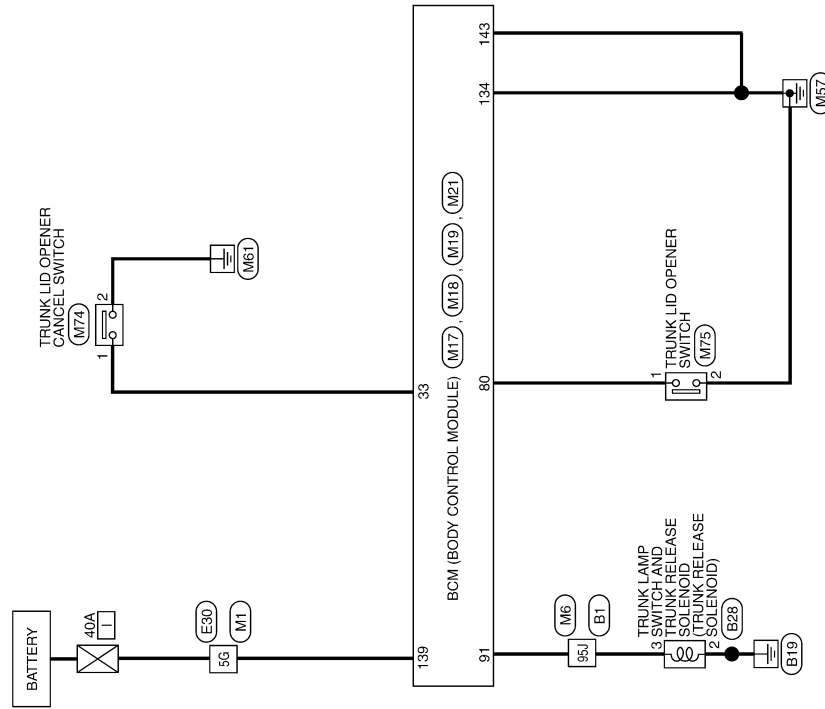 BATTERY
40A
I
5G
E30
M1
139
TRUNK LID OPENER
CANCEL SWITCH
M74
1
2
M61
33
BCM (BODY CONTROL MODULE) M17 , M18 , M19 , M21
91
80
134
143
95J
M6
B1
TRUNK LAMP
SWITCH AND
TRUNK RELEASE
SOLENOID
(TRUNK RELEASE
SOLENOID)
3
2
B28
B19
TRUNK LID OPENER
SWITCH
M75
1
2
M57